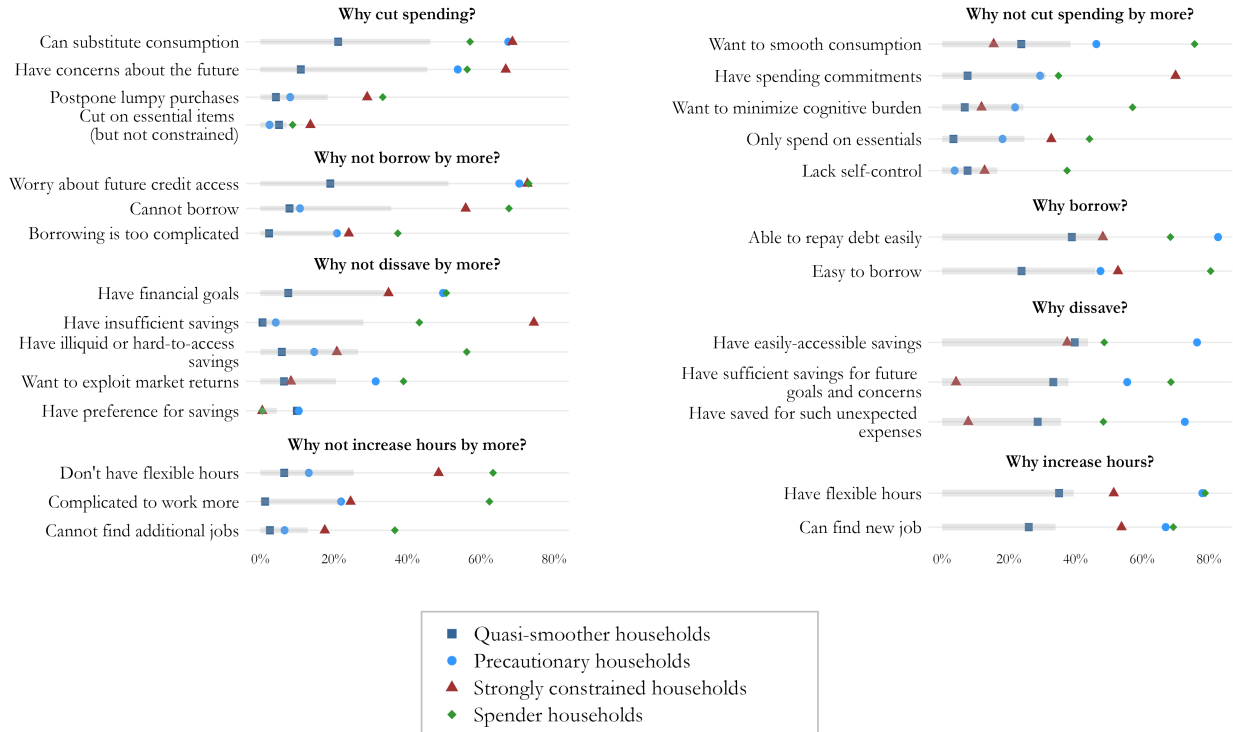 Why cut spending?
Can substitute consumption
Have concerns about the future
Postpone lumpy purchases
Cut on essential items
(but not constrained)
Why not borrow by more?
Worry about future credit access
Cannot borrow
Borrowing is too complicated
Why not dissave by more?
Have financial goals
Have insufficient savings
Have illiquid or hard-to-access
savings
Want to exploit market returns
Have preference for savings
Why not increase hours by more?
Don't have flexible hours
Complicated to work more
Cannot find additional jobs
0% 20% 40% 60% 80%
Why not cut spending by more?
Want to smooth consumption
Have spending commitments
Want to minimize cognitive burden
Only spend on essentials
Lack self-control
Why borrow?
Able to repay debt easily
Easy to borrow
Why dissave?
Have easily-accessible savings
Have sufficient savings for future
goals and concerns
Have saved for such unexpected
expenses
Why increase hours?
Have flexible hours
Can find new job
0% 20% 40% 60% 80%
Quasi-smoother households
Precautionary households
Strongly constrained households
Spender households